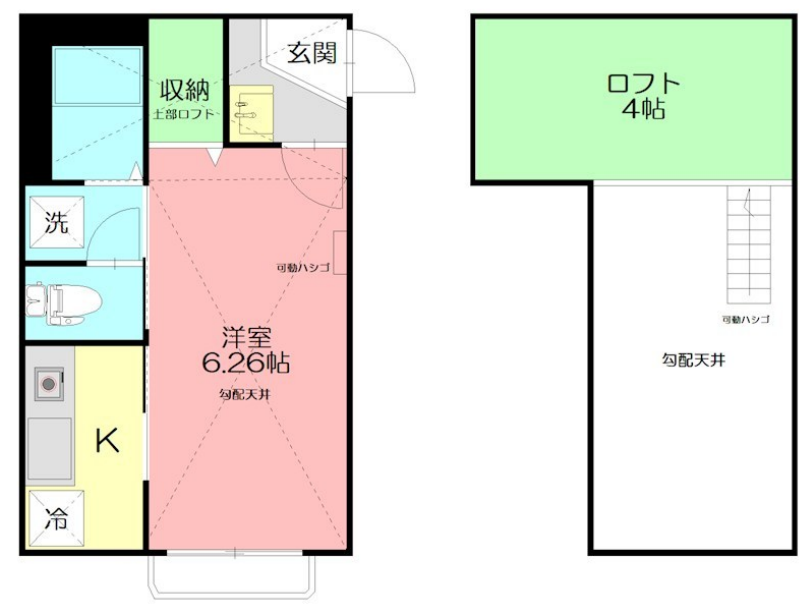 玄関
収納
上部ロフト
洗
可動ハシゴ
洋室
6.26帖
勾配天井
K
冷
ロフト
4帖
可動ハシゴ
勾配天井